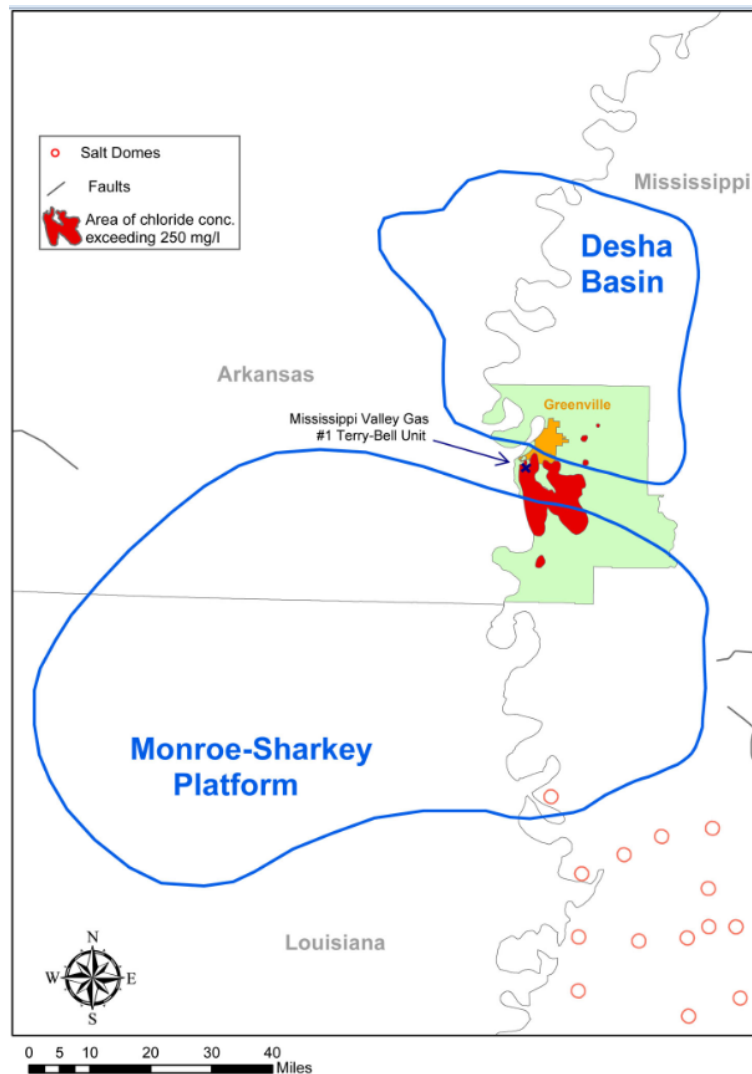 Salt Domes
Faults
Area of chloride conc.
exceeding 250 mg/l
Mississippi
Desha
Basin
Arkansas
Greenville
Mississippi Valley Gas
#1 Terry-Bell Unit
Monroe-Sharkey
Platform
Louisiana
N
W E
S
0 5 10 20 30 40
Miles